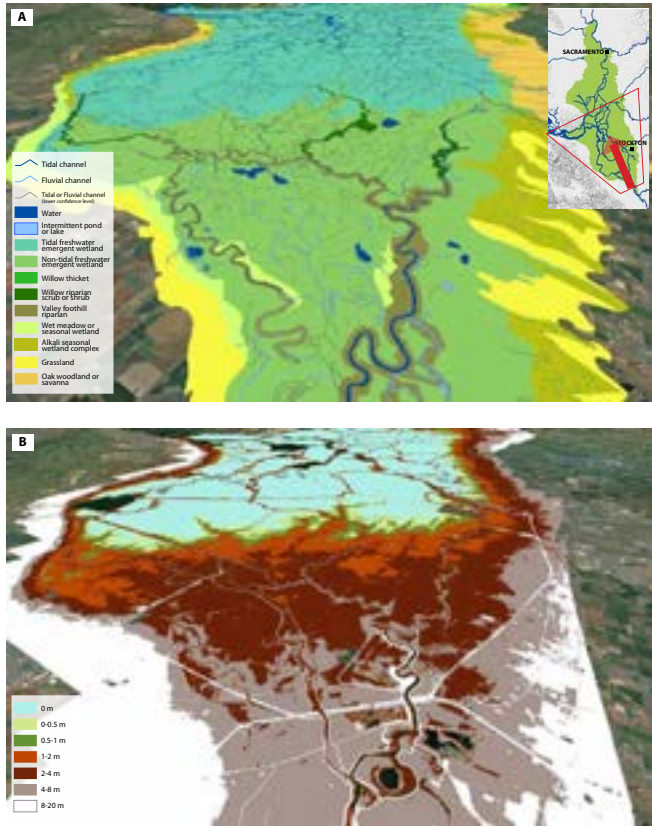 A
SACRAMENTO
STOCKTON
Tidal channel
Fluvial channel
Tidal or Fluvial channel
(lower confidence level)
Water
Intermittent pond
or lake
Tidal freshwater
emergent wetland
Non-tidal freshwater
emergent wetland
Willow thicket
Willow riparian
scrub or shrub
Valley foothill
riparian
Wet meadow or
seasonal wetland
Alkali seasonal
wetland complex
Grassland
Oak woodland or
savanna
B
0 m
0-0.5 m
0.5-1 m
1-2 m
2-4 m
4-8 m
8-20 m